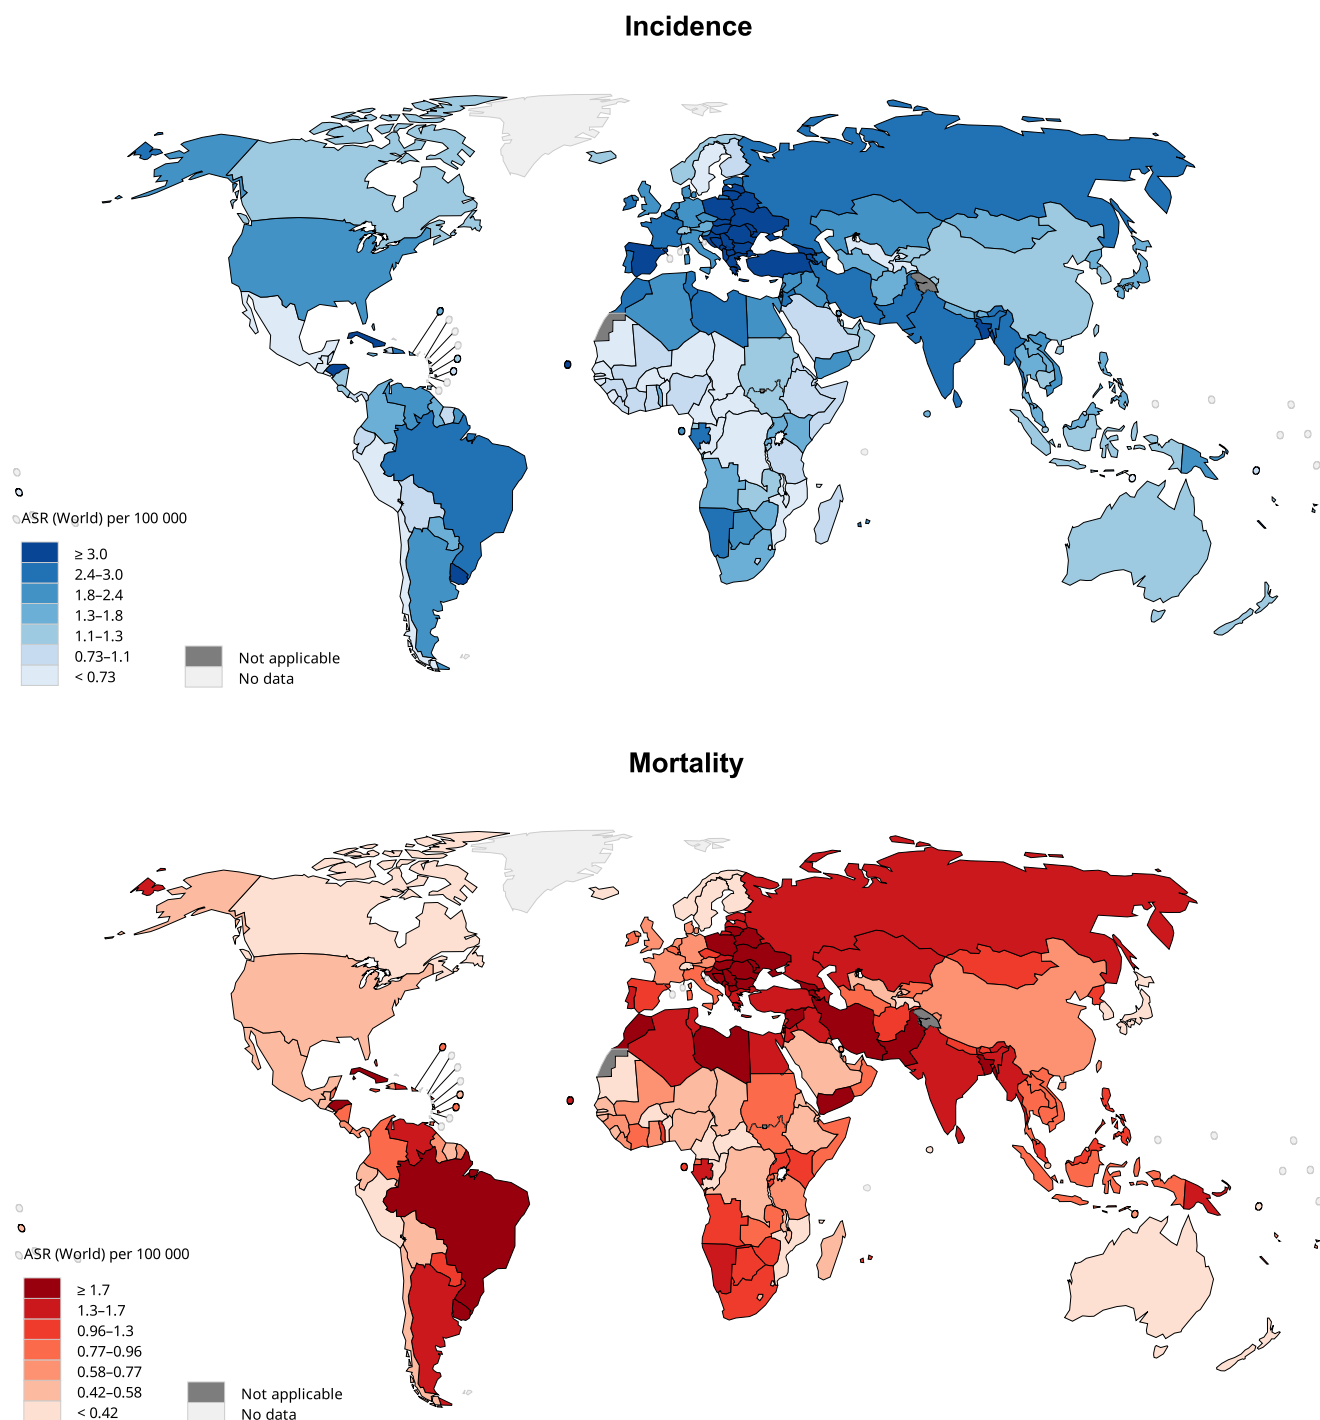 Incidence
ASR (World) per 100 000
≥ 3.0
2.4–3.0
1.8–2.4
1.3–1.8
1.1–1.3
0.73–1.1
< 0.73
Not applicable
No data
Mortality
ASR (World) per 100 000
≥ 1.7
1.3–1.7
0.96–1.3
0.77–0.96
0.58–0.77
0.42–0.58
< 0.42
Not applicable
No data